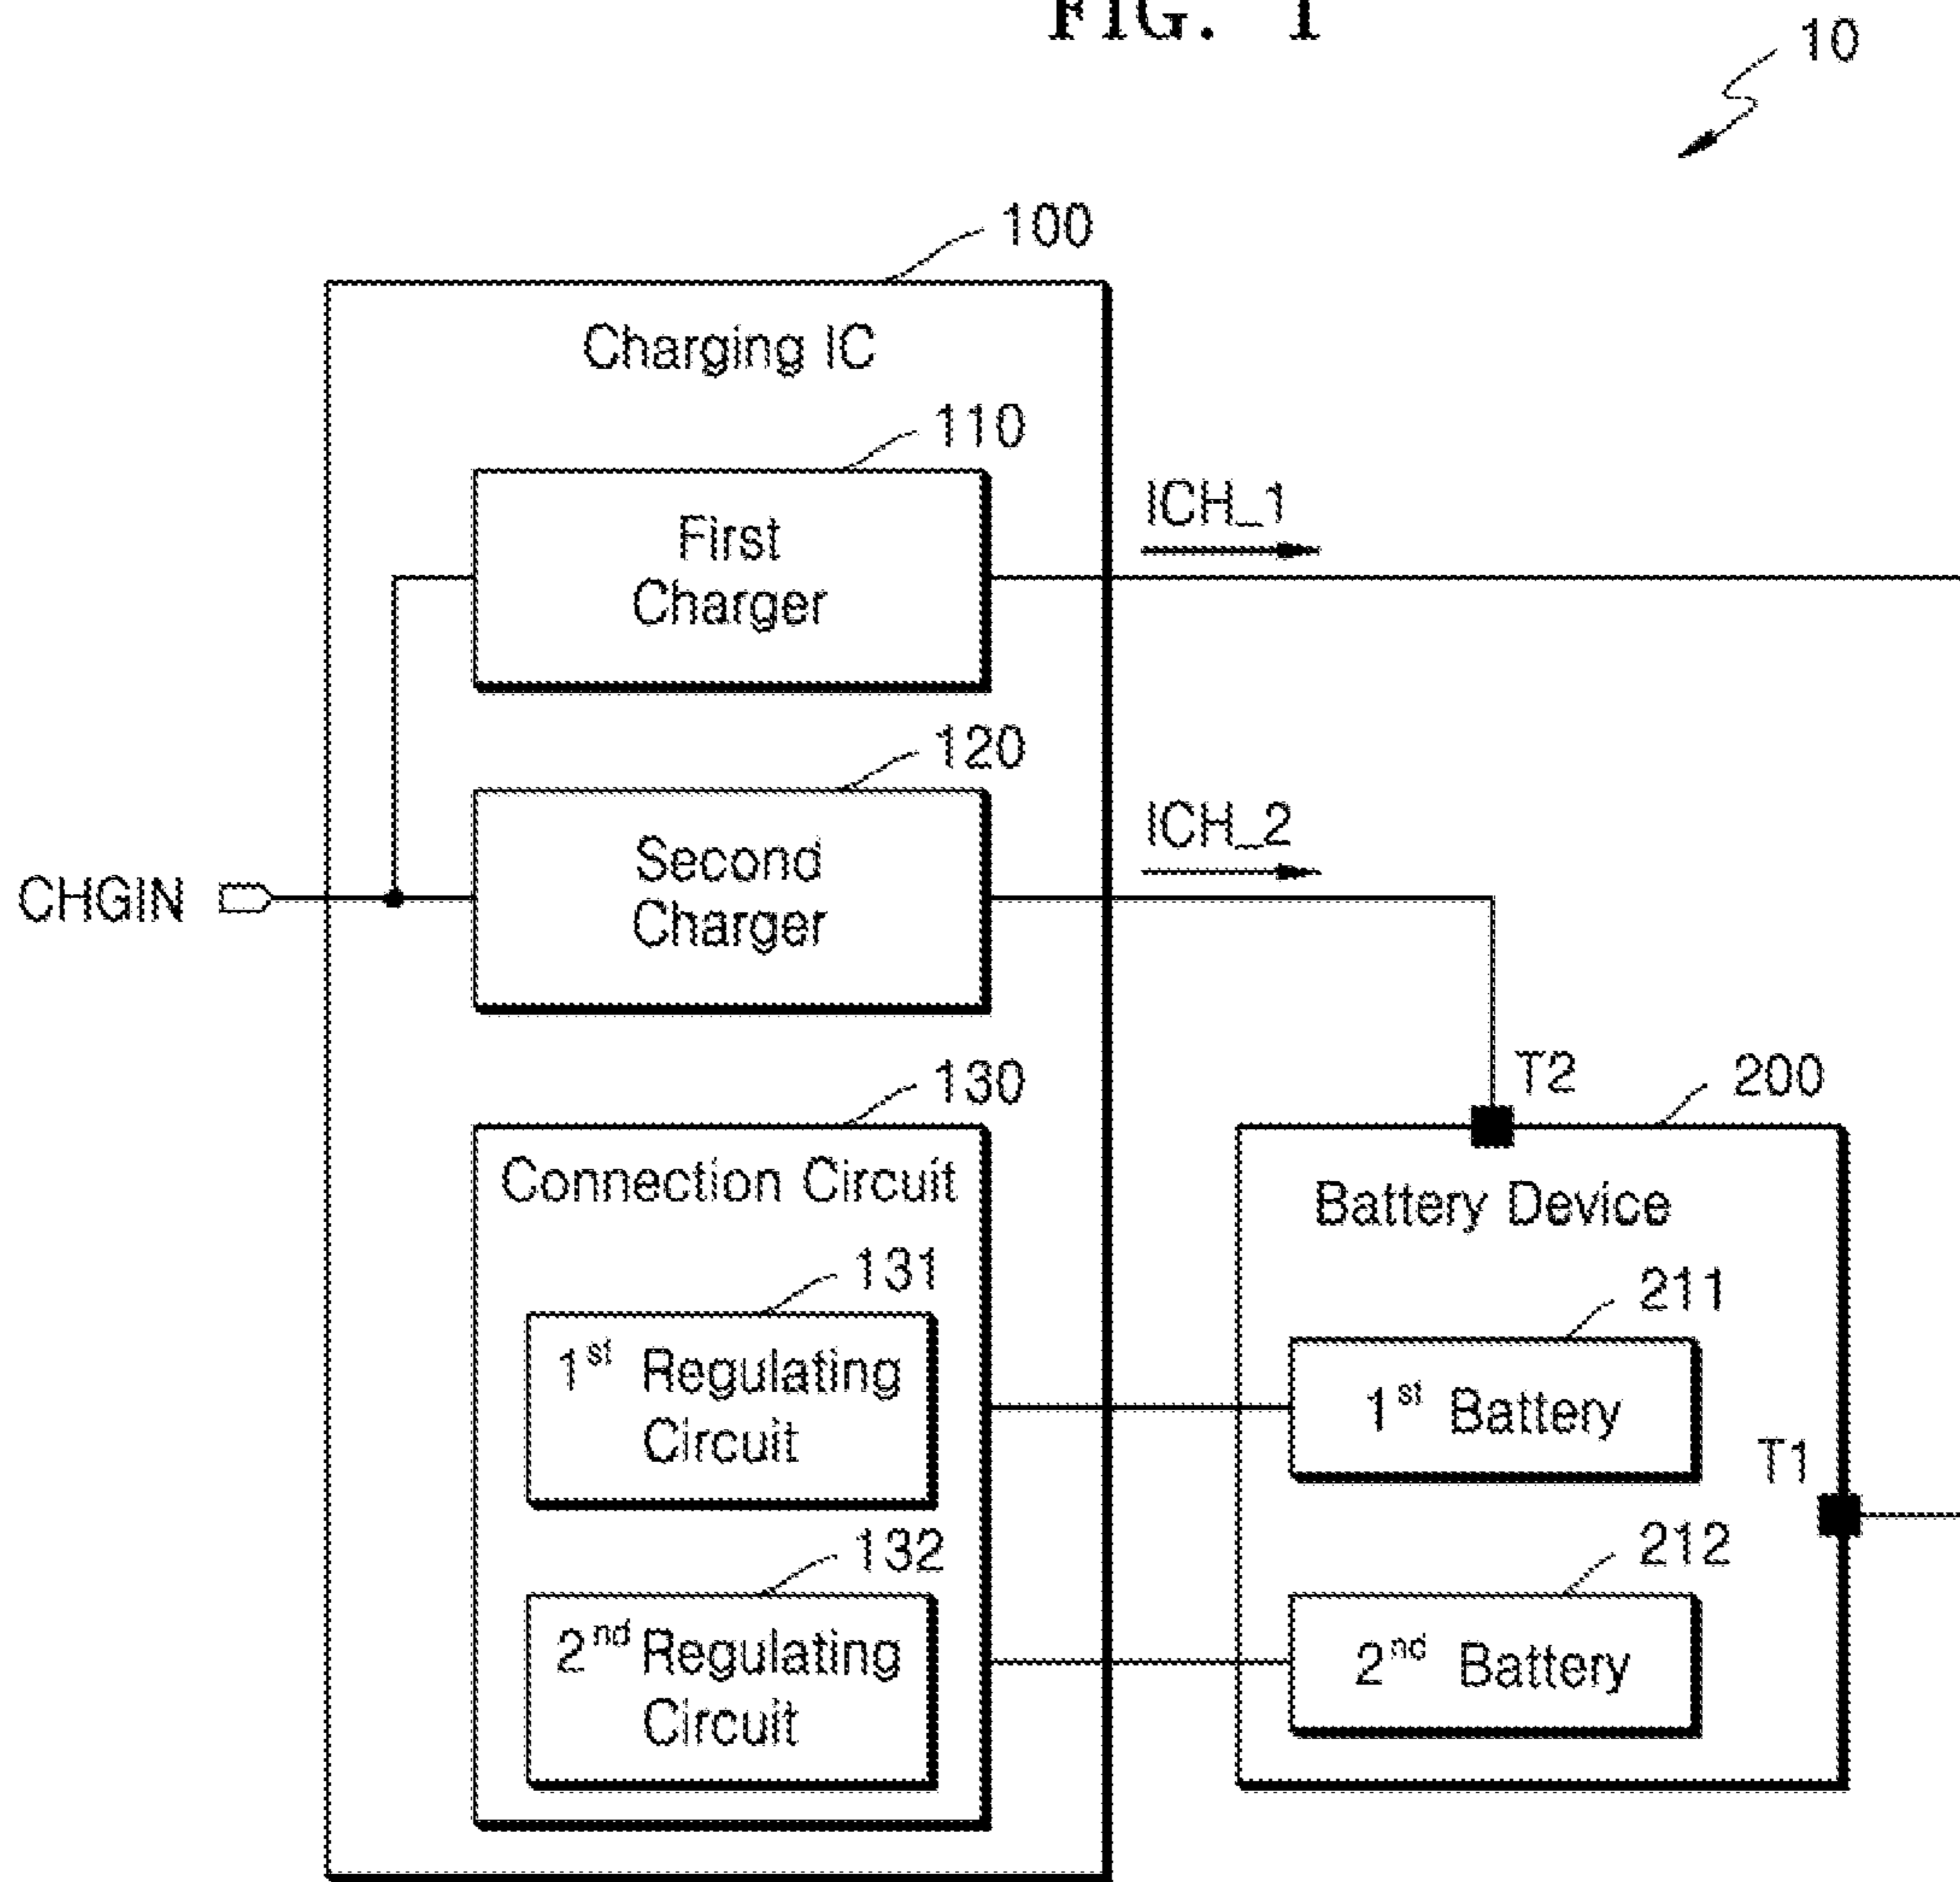 FIG. 1
10
100
Charging IC
110
First
Charger
ICH_1
120
Second
Charger
ICH_2
CHGIN
130
Connection Circuit
131
1st Regulating
Circuit
132
2nd Regulating
Circuit
T2
200
Battery Device
211
1st Battery
T1
212
2nd Battery